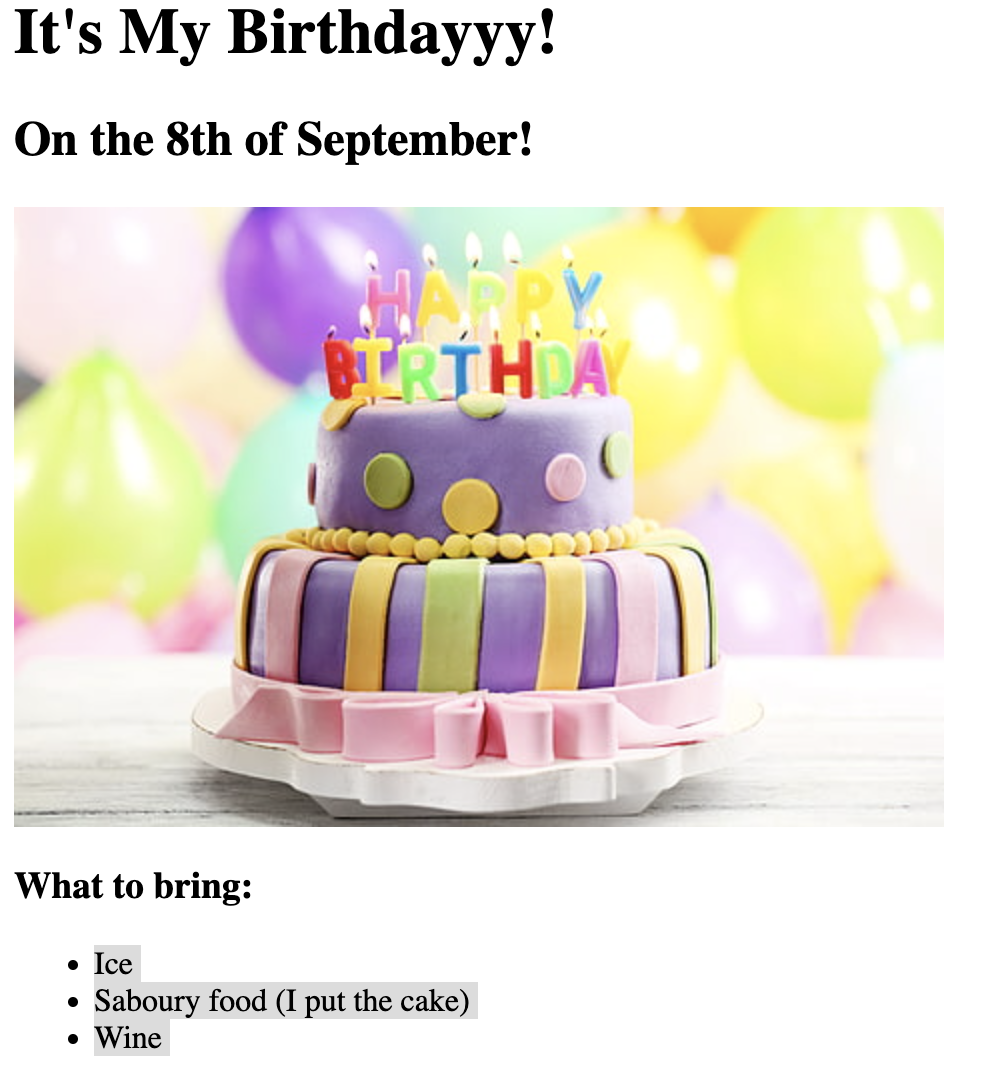 It's My Birthdayyy!
On the 8th of September!
HAPPY
BIRTHDAY
What to bring:
Ice
Saboury food (I put the cake)
Wine